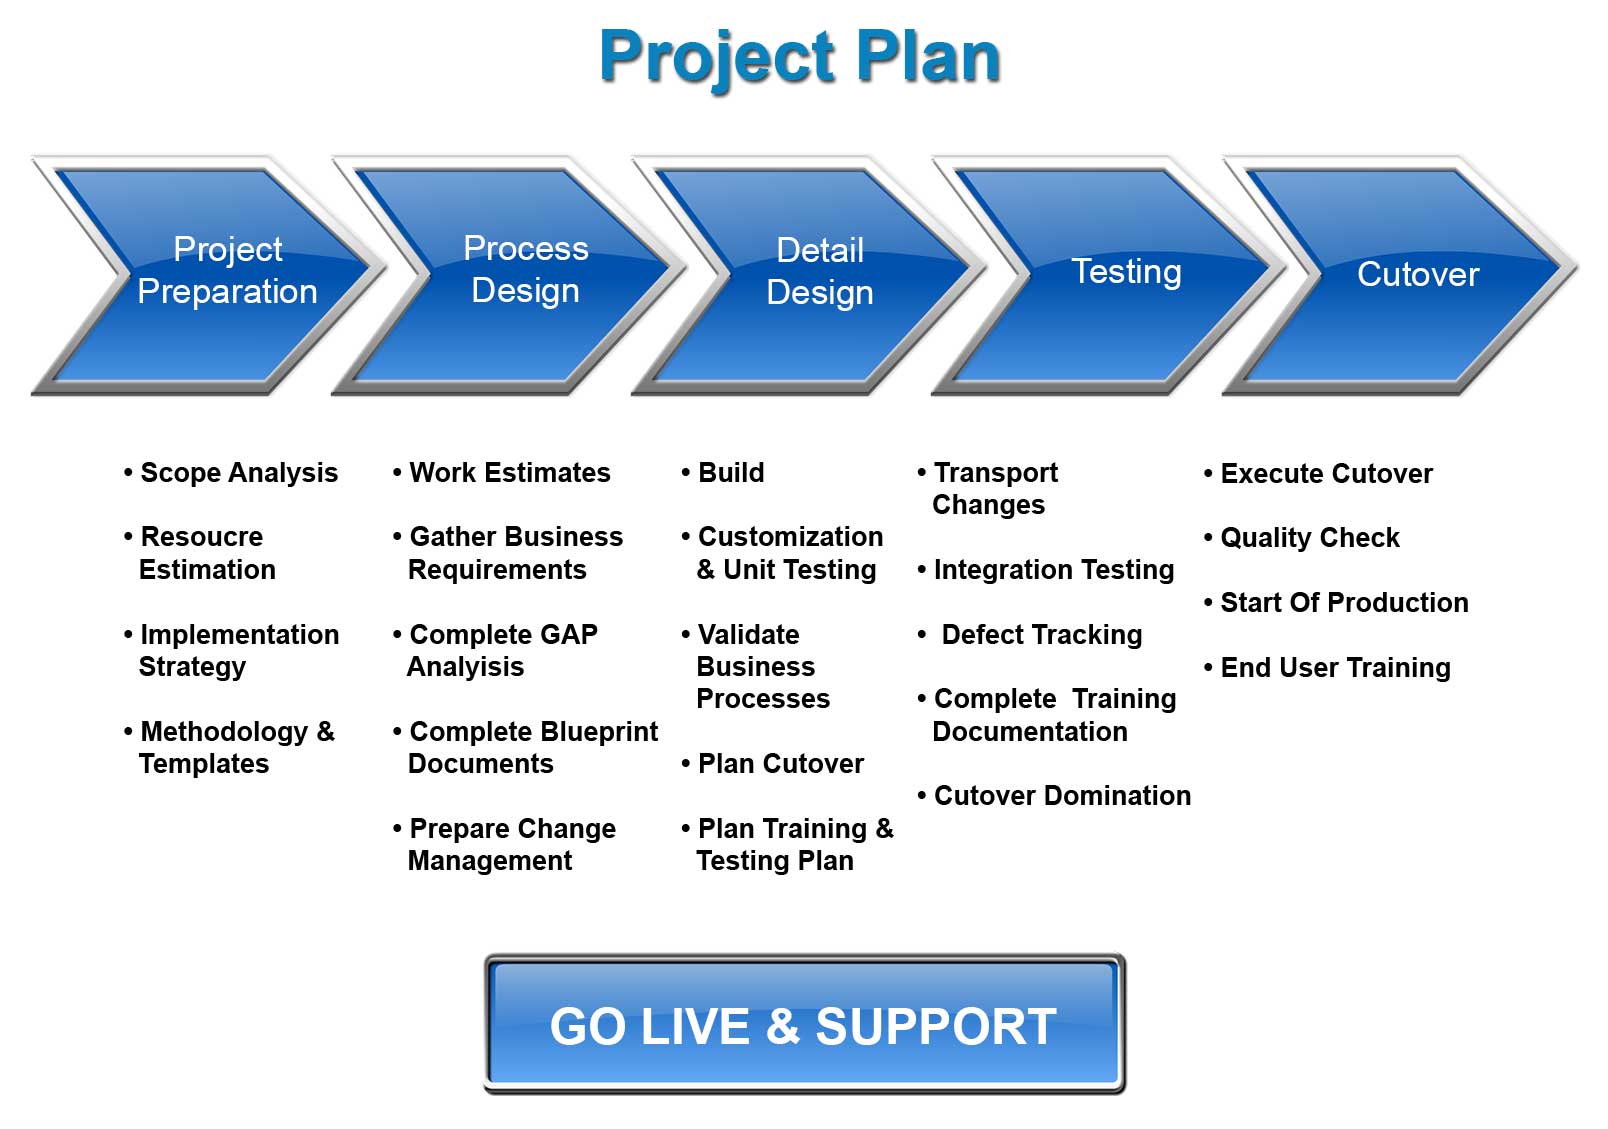 Project Plan
Project
Preparation
Process
Design
Detail
Design
Testing
Cutover
• Scope Analysis
• Resoucre
Estimation
• Implementation
Strategy
• Methodology &
Templates
• Work Estimates
• Gather Business
Requirements
• Complete GAP
Analyisis
• Complete Blueprint
Documents
• Prepare Change
Management
• Build
• Customization
& Unit Testing
• Validate
Business
Processes
• Plan Cutover
• Plan Training &
Testing Plan
• Transport
Changes
• Integration Testing
• Defect Tracking
• Complete Training
Documentation
• Cutover Domination
• Execute Cutover
• Quality Check
• Start Of Production
• End User Training
GO LIVE & SUPPORT